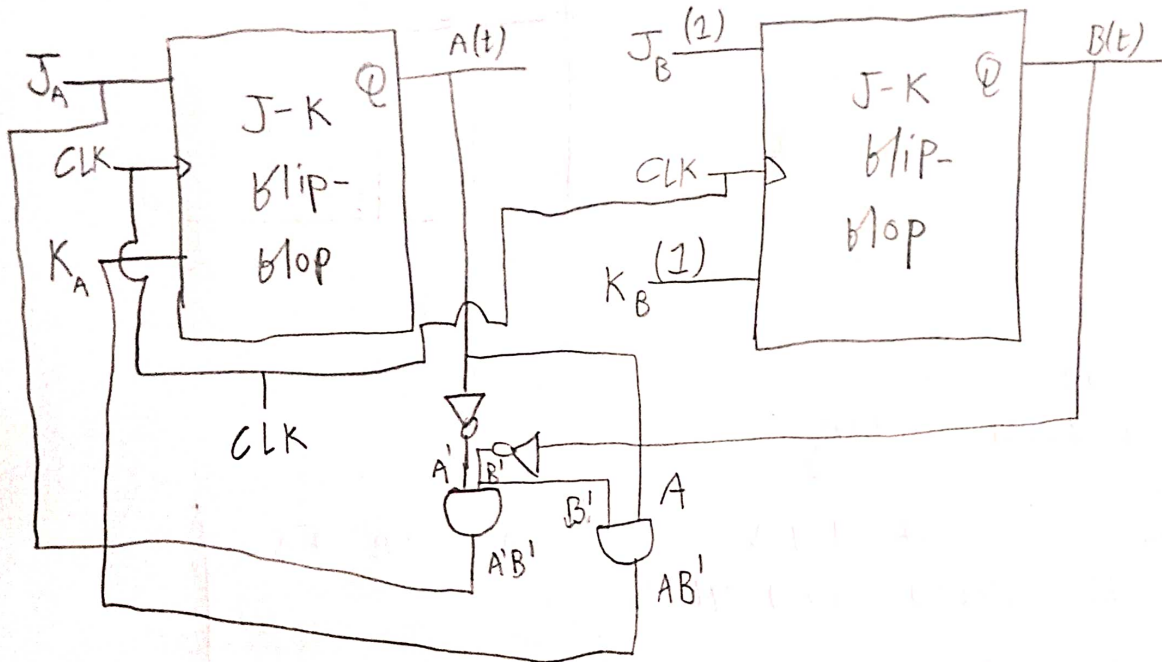 J_A
CLK
K_A
J-K
flip-
flop
Q
A(t)
J_B (1)
CLK
K_B (1)
J-K
flip-
flop
Q
B(t)
CLK
A'
B'
A'B'
B'
A
AB'